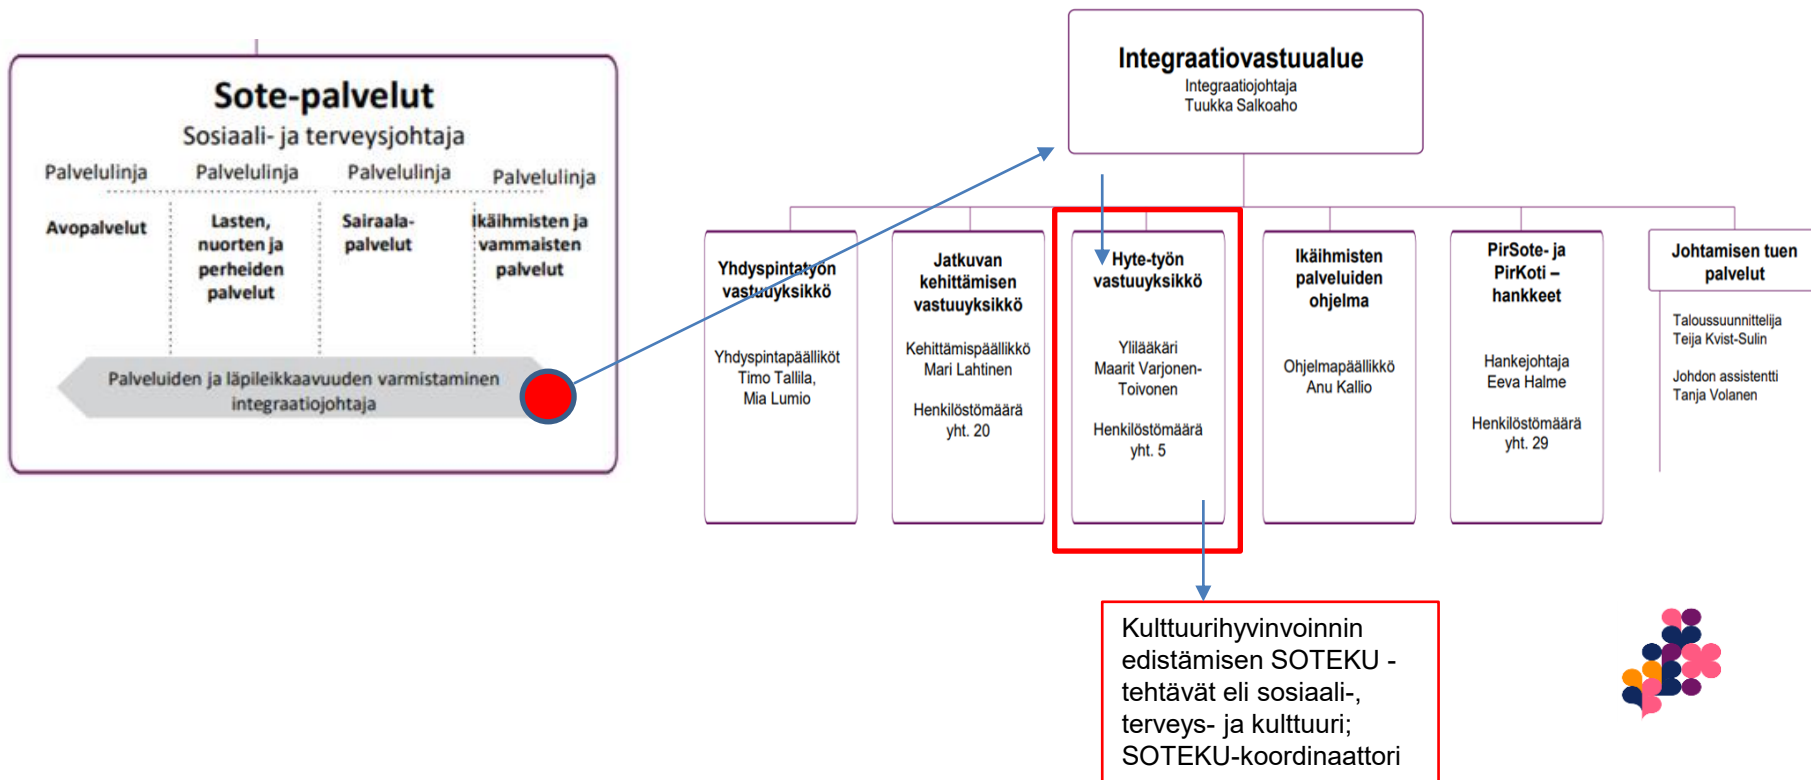 Sote-palvelut
Sosiaali- ja terveysjohtaja
Palvelulinja
Palvelulinja
Palvelulinja
Palvelulinja
Avopalvelut
Lasten,
nuorten ja
perheiden
palvelut
Sairaala-
palvelut
Ikäihmisten ja
vammaisten
palvelut
Palveluiden ja läpileikkaavuuden varmistaminen
integraatiojohtaja
Integraatiovastuualue
Integraatiojohtaja
Tuukka Salkoaho
Yhdyspintatyön
vastuuyksikkö
Yhdyspintapäälliköt
Timo Tallila,
Mia Lumio
Jatkuvan
kehittämisen
vastuuyksikkö
Kehittämispäällikkö
Mari Lahtinen
Henkilöstömäärä
yht. 20
Hyte-työn
vastuuyksikkö
Ylilääkäri
Maarit Varjonen-
Toivonen
Henkilöstömäärä
yht. 5
Ikäihmisten
palveluiden
ohjelma
Ohjelmapäällikkö
Anu Kallio
PirSote- ja
PirKoti –
hankkeet
Hankejohtaja
Eeva Halme
Henkilöstömäärä
yht. 29
Johtamisen tuen
palvelut
Taloussuunnittelija
Teija Kvist-Sulin
Johdon assistentti
Tanja Volanen
Kulttuurihyvinvoinnin
edistämisen SOTEKU -
tehtävät eli sosiaali-,
terveys- ja kulttuuri;
SOTEKU-koordinaattori